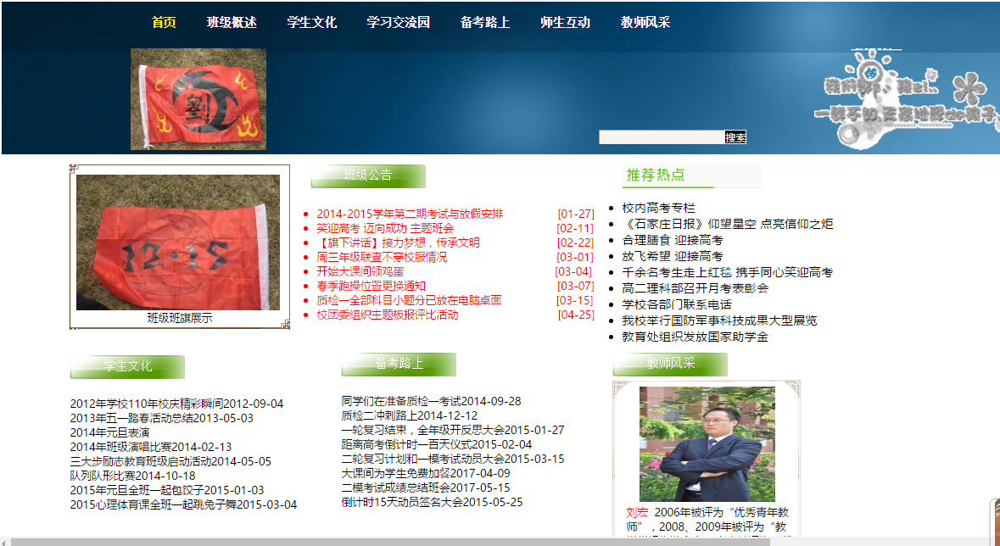 首页 班级概述 学生文化 学习交流园 备考路上 师生互动 教师风采
劉
搜索
12·15
班级班旗展示
班级公告
2014-2015学年第二期考试与放假安排 [01-27]
笑迎高考 迈向成功 主题班会 [02-11]
【旗下讲话】接力梦想，传承文明 [02-22]
周三年级联查不穿校服情况 [03-01]
开始大课间领鸡蛋 [03-04]
春季跑操位置更换通知 [03-07]
质检一全部科目小题分已放在电脑桌面 [03-15]
校团委组织主题板报评比活动 [04-25]
推荐热点
校内高考专栏
《石家庄日报》仰望星空 点亮信仰之炬
合理膳食 迎接高考
放飞希望 迎接高考
千余名考生走上红毯 携手同心笑迎高考
高二理科部召开月考表彰会
学校各部门联系电话
我校举行国防军事科技成果大型展览
教育处组织发放国家助学金
学生文化
2012年学校110年校庆精彩瞬间2012-09-04
2013年五一踏春活动总结2013-05-03
2014年元旦表演
2014年班级演唱比赛2014-02-13
三大步励志教育班级启动活动2014-05-05
队列队形比赛2014-10-18
2015年元旦全班一起包饺子2015-01-03
2015心理体育课全班一起跳兔子舞2015-03-04
备考路上
同学们在准备质检一考试2014-09-28
质检二冲刺路上2014-12-12
一轮复习结束，全年级开反思大会2015-01-27
距离高考倒计时一百天仪式2015-02-04
二轮复习计划和一模考试动员大会2015-03-15
大课间为学生免费加餐2017-04-09
二模考试成绩总结班会2017-05-15
倒计时15天动员签名大会2015-05-25
教师风采
刘宏 2006年被评为“优秀青年教
师”，2008、2009年被评为“教